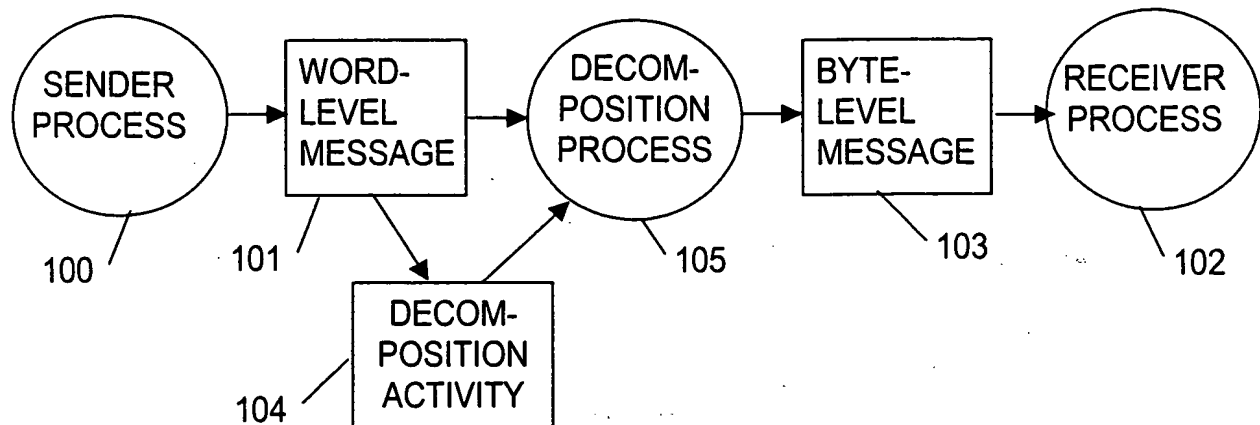 SENDER
PROCESS
WORD-
LEVEL
MESSAGE
DECOM-
POSITION
PROCESS
BYTE-
LEVEL
MESSAGE
RECEIVER
PROCESS
100
101
105
103
102
DECOM-
POSITION
ACTIVITY
104